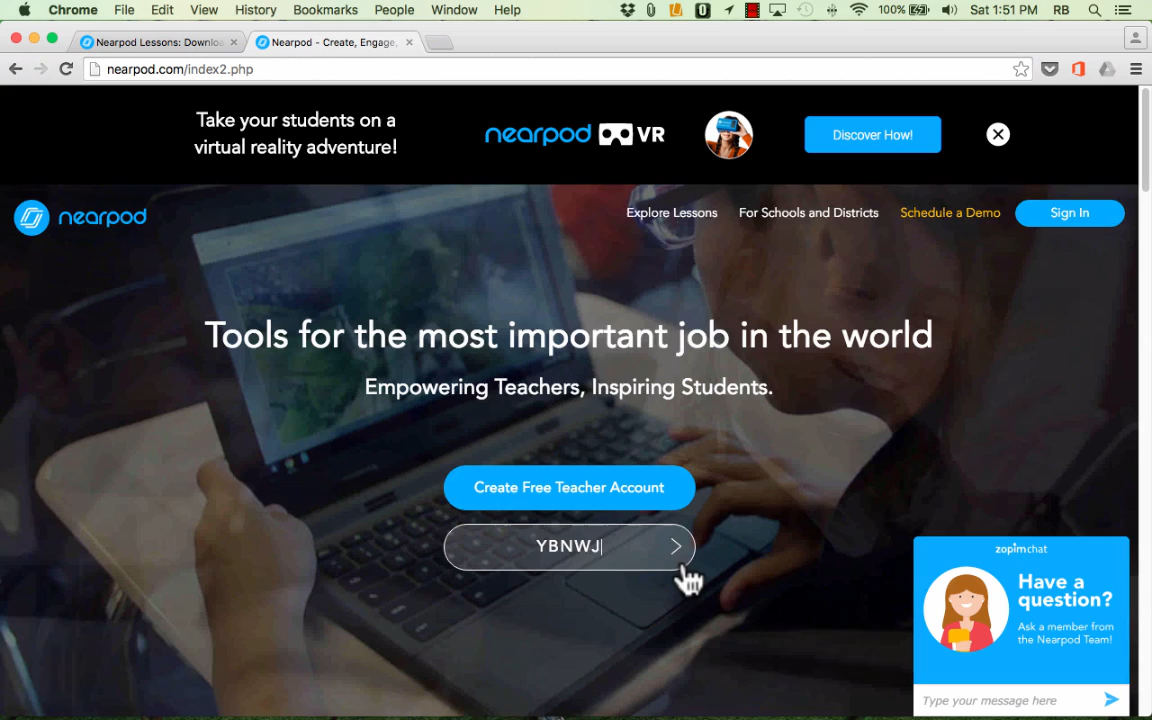 Chrome File Edit View History Bookmarks People Window Help 100% Sat 1:51 PM RB
Nearpod Lessons: Downloa
Nearpod - Create, Engage,
nearpod.com/index2.php
Take your students on a
virtual reality adventure!
nearpod VR
Discover How!
nearpod
Explore Lessons For Schools and Districts Schedule a Demo Sign In
Tools for the most important job in the world
Empowering Teachers, Inspiring Students.
Create Free Teacher Account
YBNWJ
zopim chat
Have a
question?
Ask a member from
the Nearpod Team!
Type your message here